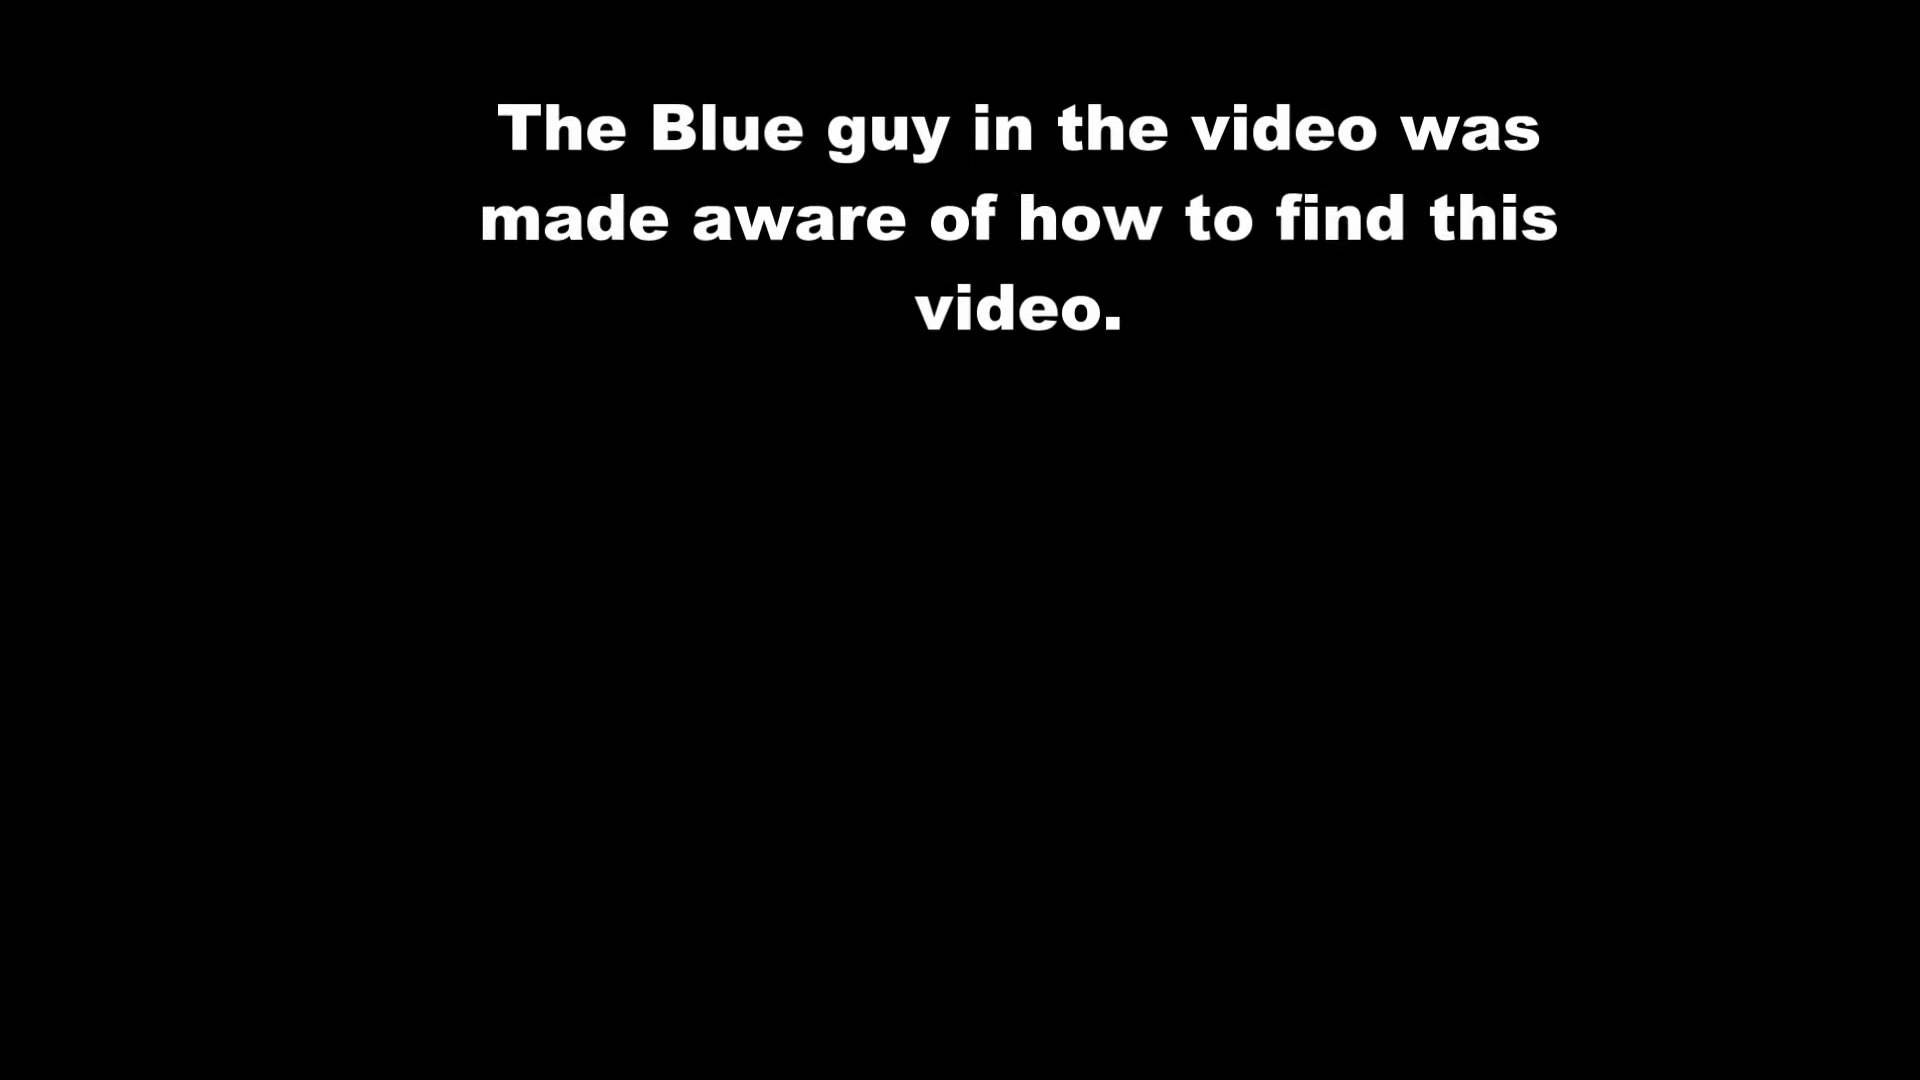 The Blue guy in the video was
made aware of how to find this
video.